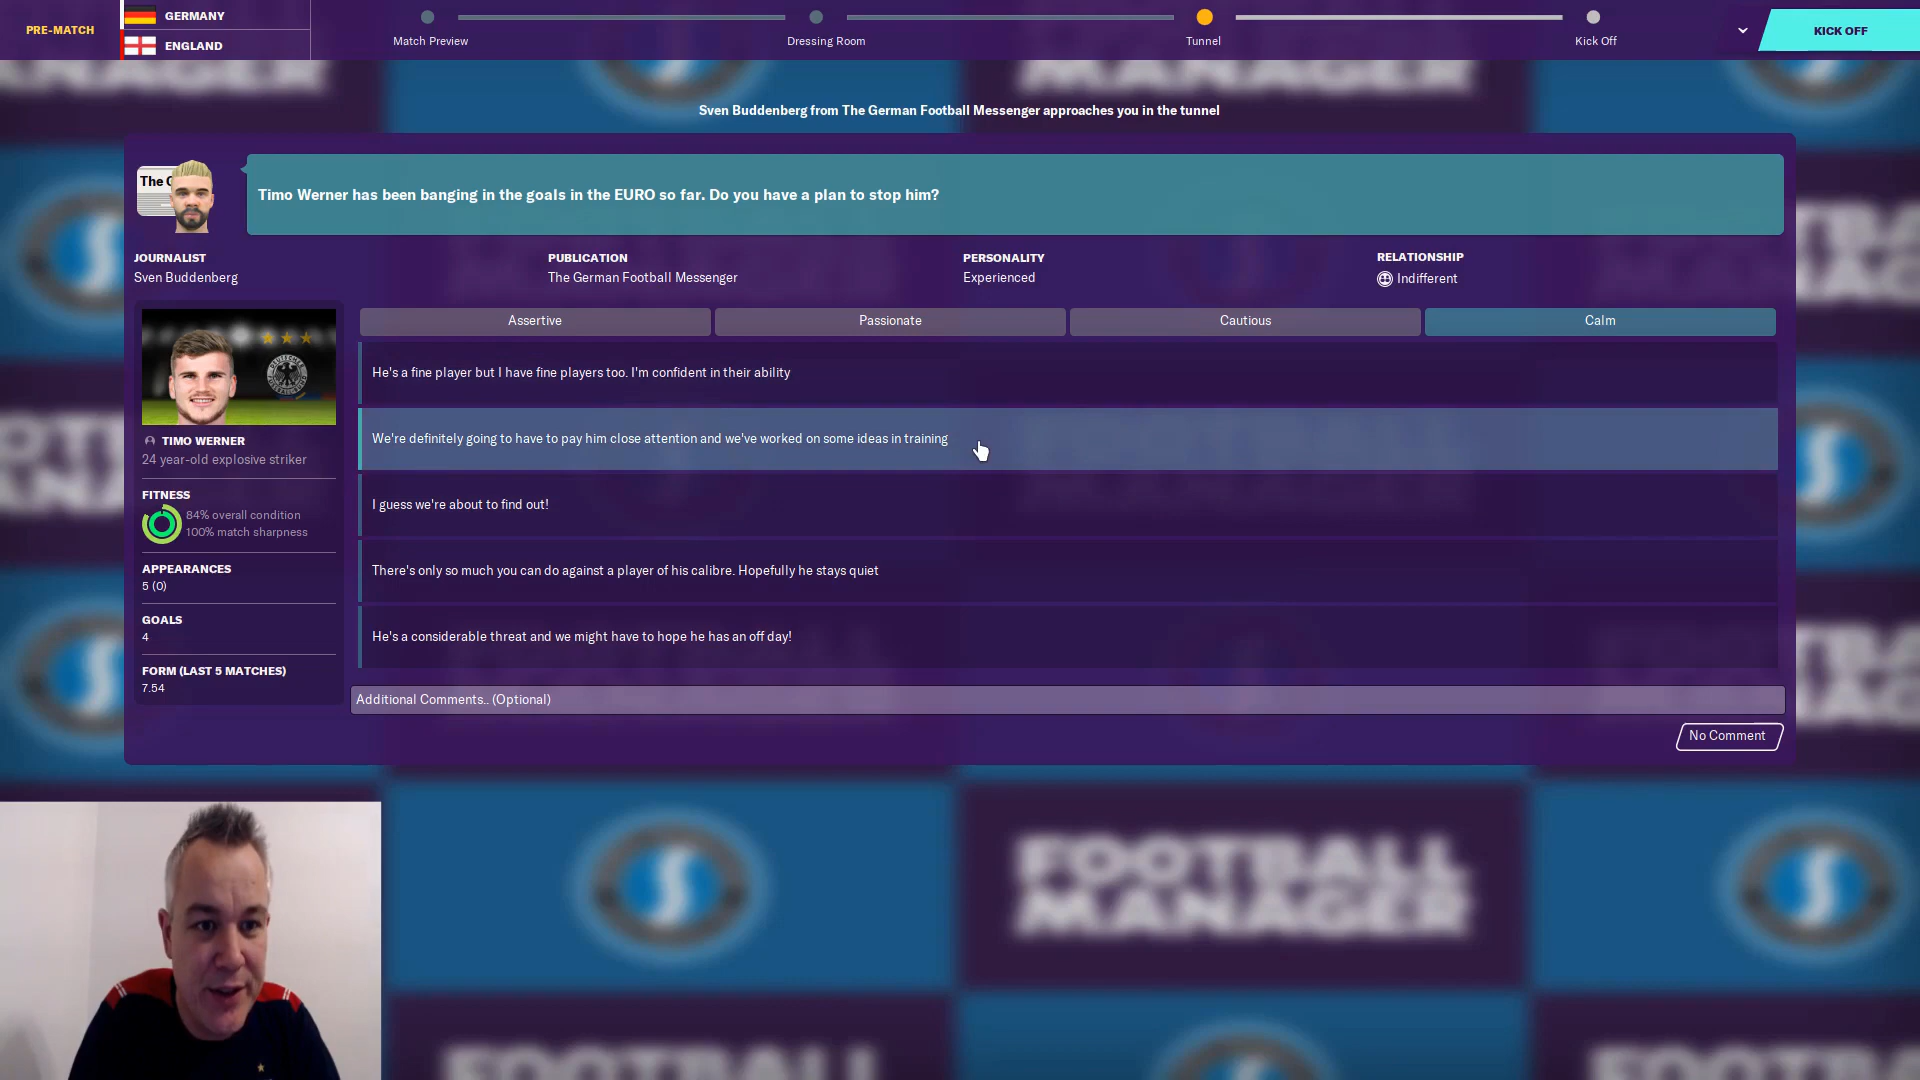 PRE-MATCH
GERMANY
ENGLAND
Match Preview
Dressing Room
Tunnel
Kick Off
KICK OFF
Sven Buddenberg from The German Football Messenger approaches you in the tunnel
The G
Timo Werner has been banging in the goals in the EURO so far. Do you have a plan to stop him?
JOURNALIST
Sven Buddenberg
PUBLICATION
The German Football Messenger
PERSONALITY
Experienced
RELATIONSHIP
Indifferent
TIMO WERNER
24 year-old explosive striker
FITNESS
84% overall condition
100% match sharpness
APPEARANCES
5 (0)
GOALS
4
FORM (LAST 5 MATCHES)
7.54
Assertive
Passionate
Cautious
Calm
He's a fine player but I have fine players too. I'm confident in their ability
We're definitely going to have to pay him close attention and we've worked on some ideas in training
I guess we're about to find out!
There's only so much you can do against a player of his calibre. Hopefully he stays quiet
He's a considerable threat and we might have to hope he has an off day!
Additional Comments.. (Optional)
No Comment
FOOTBALL
MANAGER